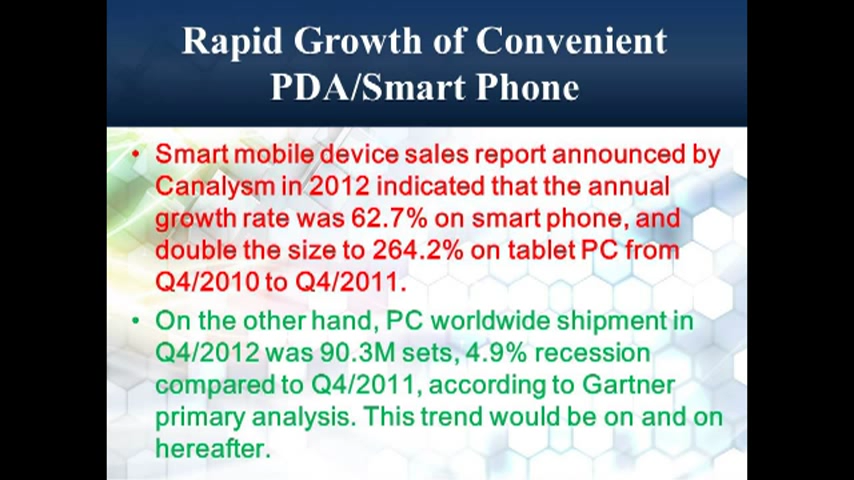 Rapid Growth of Convenient
PDA/Smart Phone
• Smart mobile device sales report announced by
Canalysm in 2012 indicated that the annual
growth rate was 62.7% on smart phone, and
double the size to 264.2% on tablet PC from
Q4/2010 to Q4/2011.
• On the other hand, PC worldwide shipment in
Q4/2012 was 90.3M sets, 4.9% recession
compared to Q4/2011, according to Gartner
primary analysis. This trend would be on and on
hereafter.